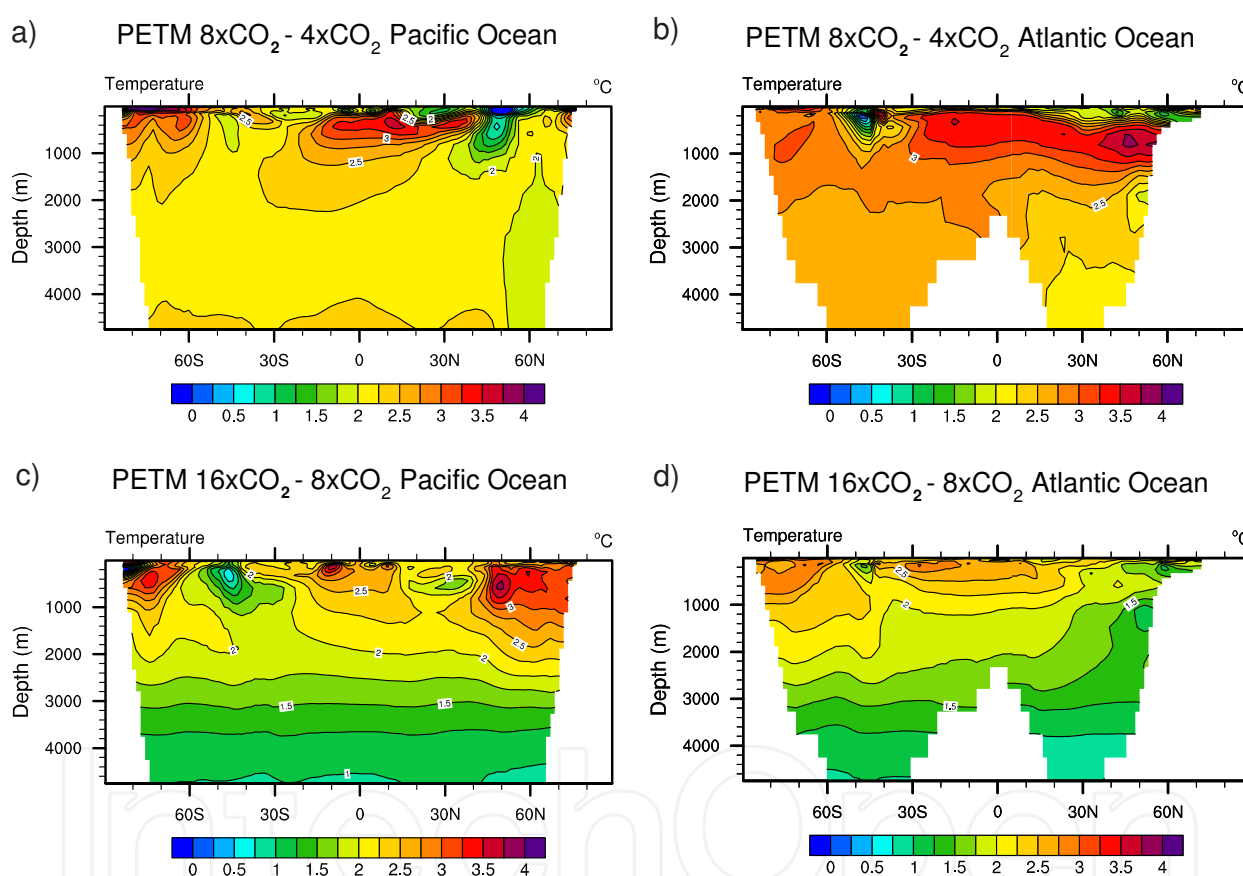 a)
PETM 8xCO2 - 4xCO2 Pacific Ocean
Temperature
oC
2.5
2
2.5
3
2.5
2
2
Depth (m)
1000
2000
3000
4000
60S 30S 0 30N 60N
0 0.5 1 1.5 2 2.5 3 3.5 4
b)
PETM 8xCO2 - 4xCO2 Atlantic Ocean
Temperature
oC
3
2.5
Depth (m)
1000
2000
3000
4000
60S 30S 0 30N 60N
0 0.5 1 1.5 2 2.5 3 3.5 4
c)
PETM 16xCO2 - 8xCO2 Pacific Ocean
Temperature
oC
2
2
2.5
3
2.5
2
2
2
1.5
1.5
1
Depth (m)
1000
2000
3000
4000
60S 30S 0 30N 60N
0 0.5 1 1.5 2 2.5 3 3.5 4
d)
PETM 16xCO2 - 8xCO2 Atlantic Ocean
Temperature
oC
2.5
2
1.5
1.5
Depth (m)
1000
2000
3000
4000
60S 30S 0 30N 60N
0 0.5 1 1.5 2 2.5 3 3.5 4
IntechOpen